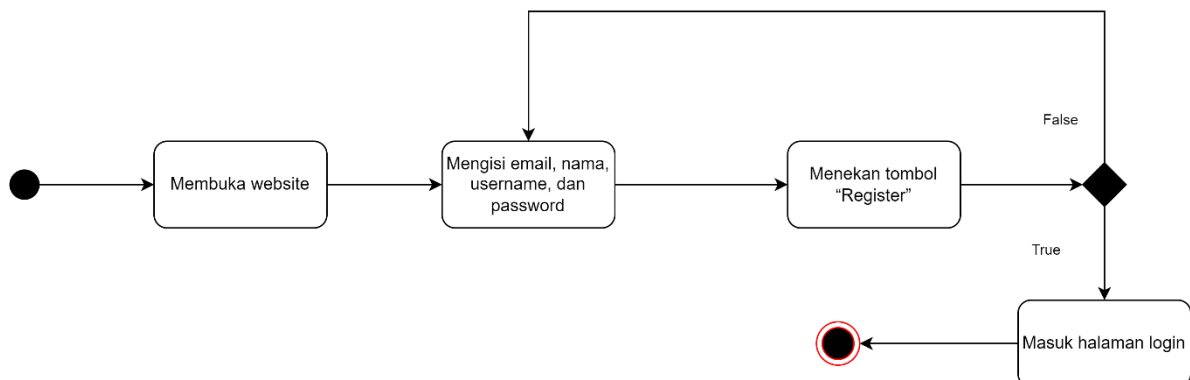 False
Membuka website
Mengisi email, nama,
username, dan
password
Menekan tombol
“Register”
True
Masuk halaman login